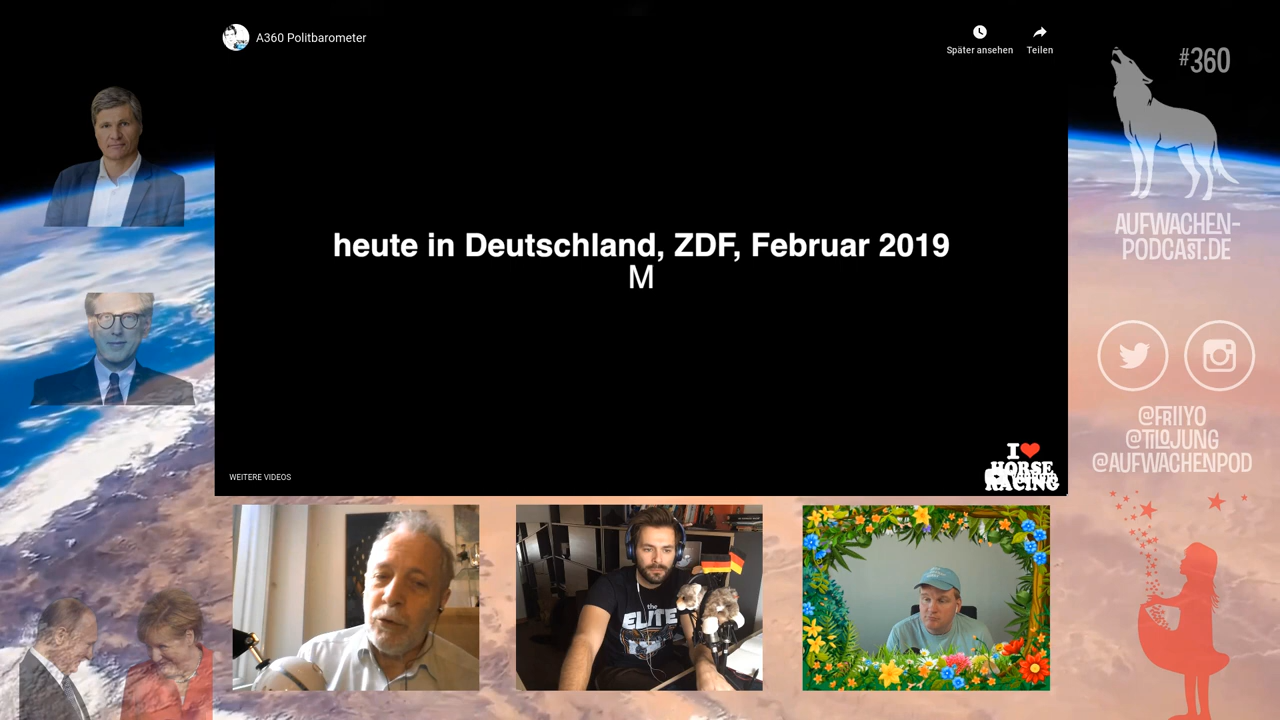 A360 Politbarometer
Später ansehen
Teilen
#360
heute in Deutschland, ZDF, Februar 2019
M
AUFWACHEN-
PODCAST.DE
@FRIIYO
@TILOJUNG
@AUFWACHENPOD
WEITERE VIDEOS
I
HORSE
RACING
the
ELITE